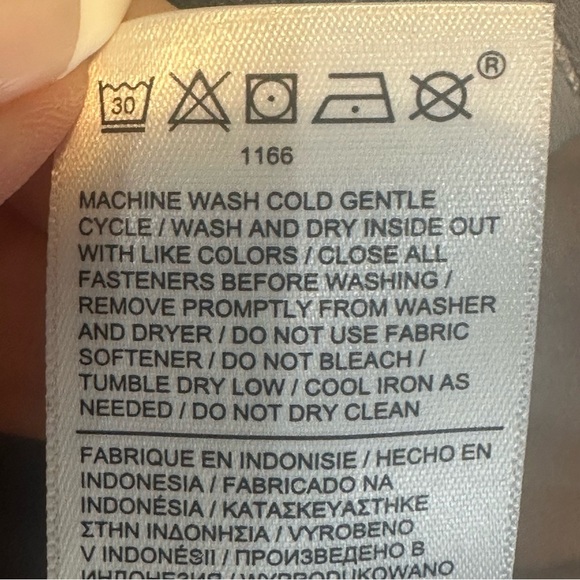 30
®
1166
MACHINE WASH COLD GENTLE
CYCLE / WASH AND DRY INSIDE OUT
WITH LIKE COLORS / CLOSE ALL
FASTENERS BEFORE WASHING /
REMOVE PROMPTLY FROM WASHER
AND DRYER / DO NOT USE FABRIC
SOFTENER / DO NOT BLEACH /
TUMBLE DRY LOW / COOL IRON AS
NEEDED / DO NOT DRY CLEAN
FABRIQUE EN INDONISIE / HECHO EN
INDONESIA / FABRICADO NA
INDONÉSIA / ΚΑΤΑΣΚΕΥΑΣΤΗΚΕ
ΣΤΗΝ ΙΝΔΟΝΗΣΙΑ / VYROBENO
V INDONÉSII / ПРОИЗВЕДЕНО В
ИНДОНЕЗИЯ / WYPRODUKOWANO